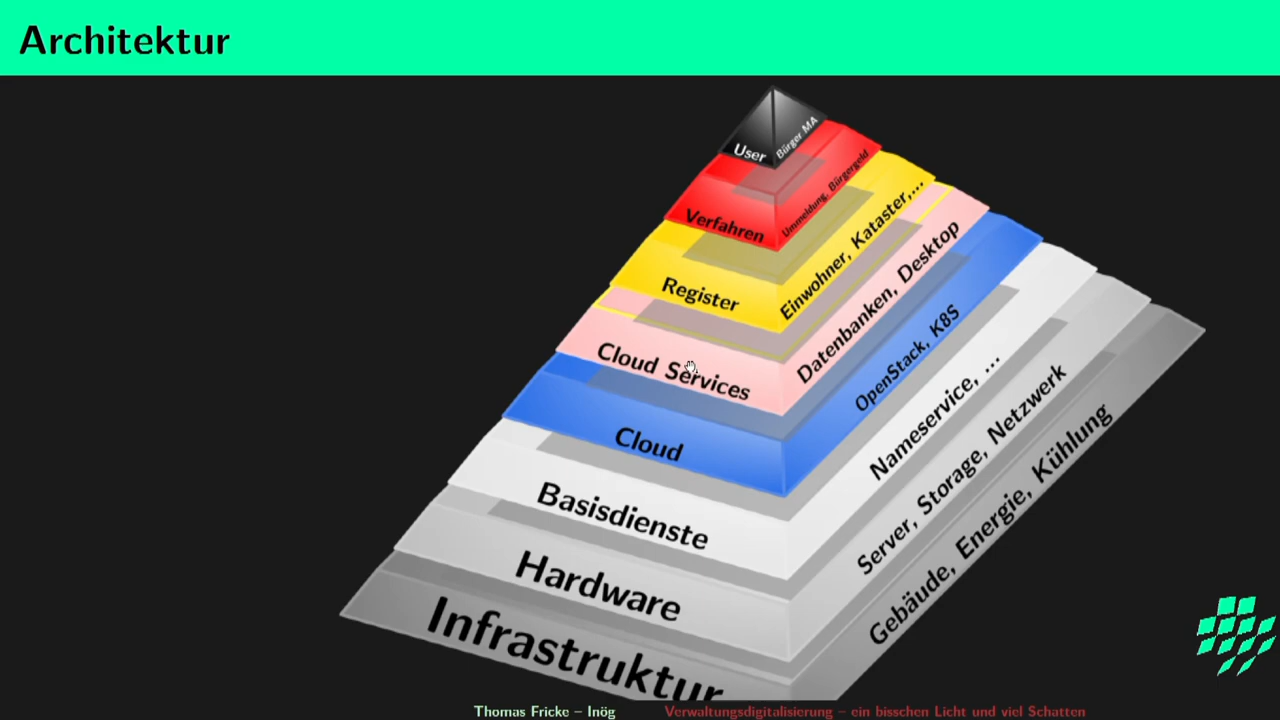 Architektur
User
Bürger MA
Verfahren
Ummeldung, Bürgergeld
Register
Einwohner, Kataster,...
Cloud Services
Datenbanken, Desktop
Cloud
OpenStack, K8S
Basisdienste
Nameservice, ...
Hardware
Server, Storage, Netzwerk
Infrastruktur
Gebäude, Energie, Kühlung
Thomas Fricke – Inög
Verwaltungsdigitalisierung – ein bisschen Licht und viel Schatten